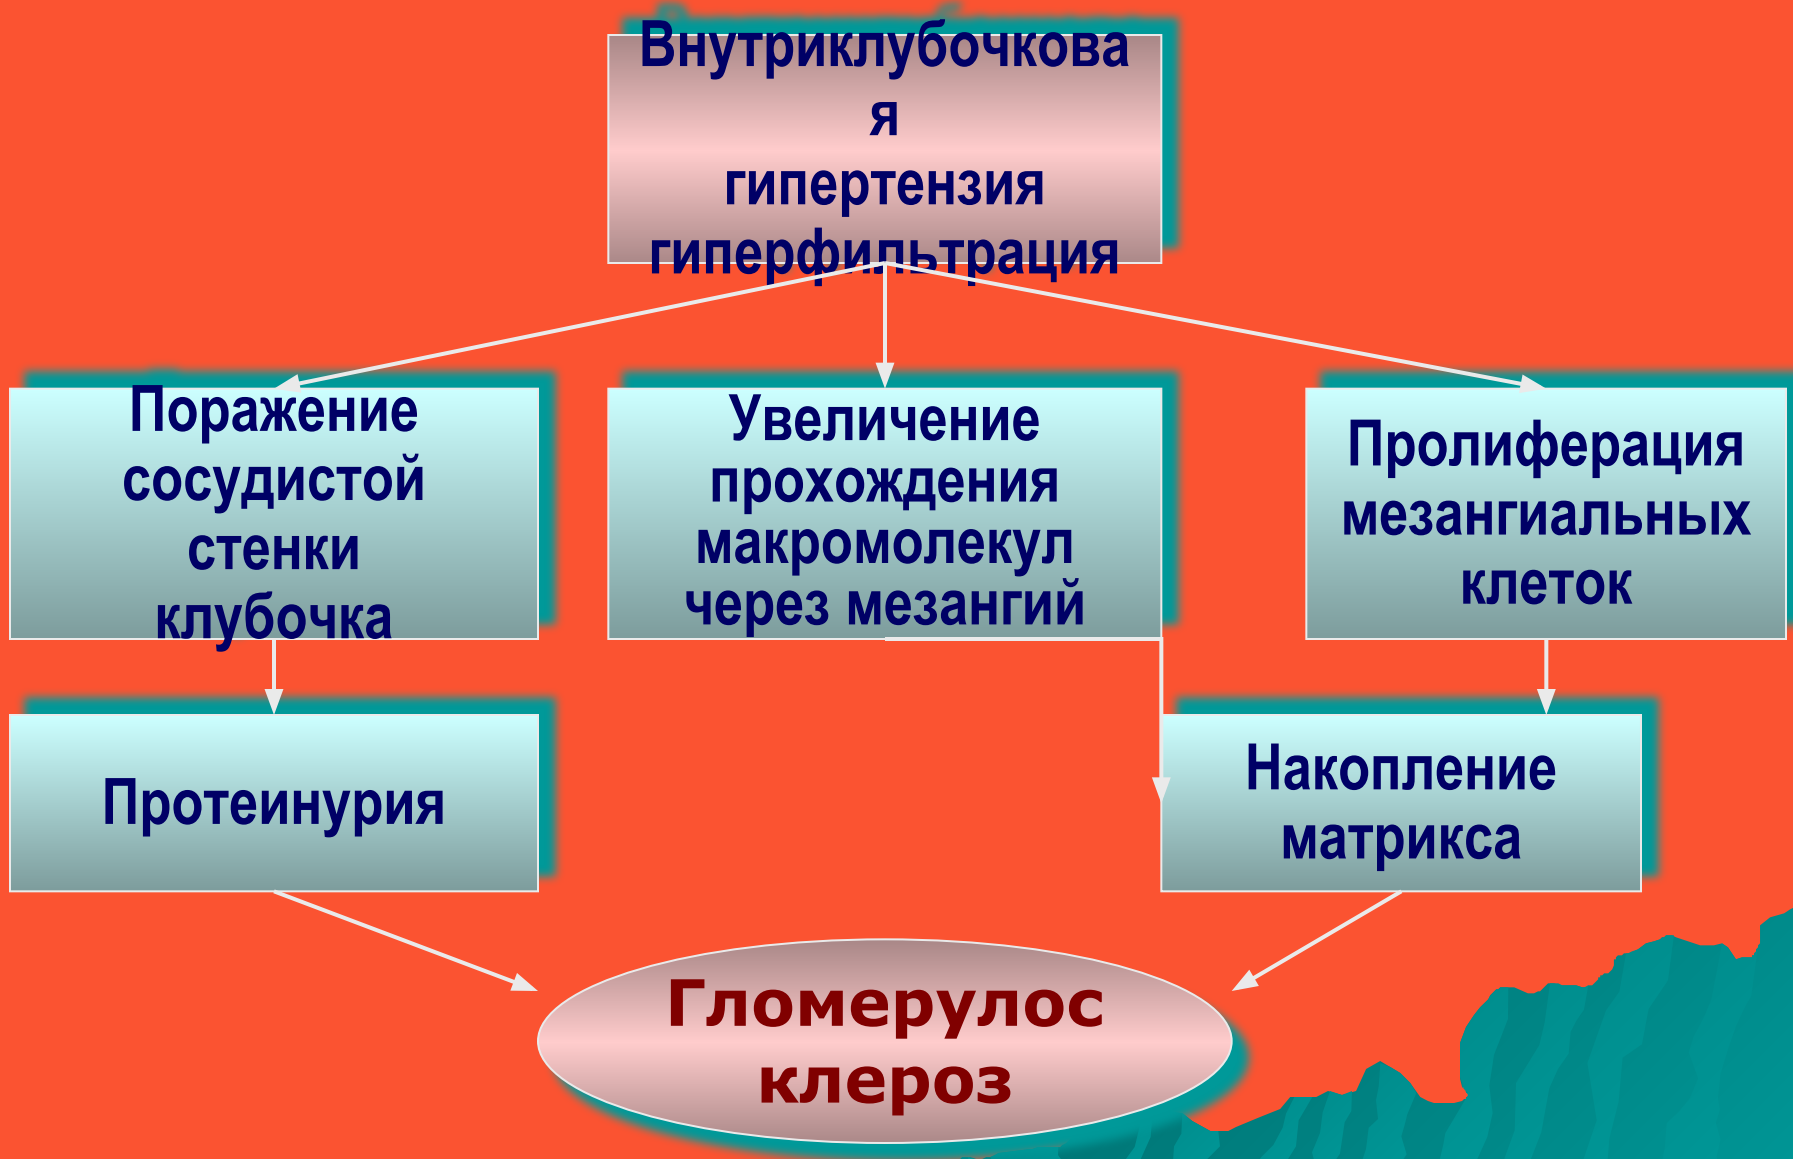 Внутриклубочкова
я
гипертензия
гиперфильтрация
Поражение
сосудистой
стенки
клубочка
Увеличение
прохождения
макромолекул
через мезангий
Пролиферация
мезангиальных
клеток
Протеинурия
Накопление
матрикса
Гломерулос
клероз